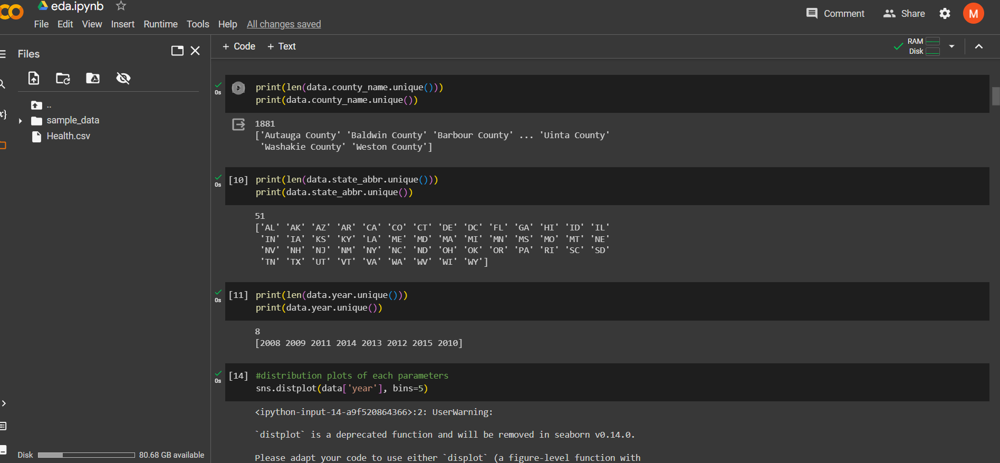 eda.ipynb
File Edit View Insert Runtime Tools Help All changes saved
Comment Share M
Files
+ Code + Text
RAM
Disk
..
sample_data
Health.csv
0s
print(len(data.county_name.unique()))
print(data.county_name.unique())
1881
['Autauga County' 'Baldwin County' 'Barbour County' ... 'Uinta County'
'Washakie County' 'Weston County']
0s
[10] print(len(data.state_abbr.unique()))
print(data.state_abbr.unique())
51
['AL' 'AK' 'AZ' 'AR' 'CA' 'CO' 'CT' 'DE' 'DC' 'FL' 'GA' 'HI' 'ID' 'IL'
'IN' 'IA' 'KS' 'KY' 'LA' 'ME' 'MD' 'MA' 'MI' 'MN' 'MS' 'MO' 'MT' 'NE'
'NV' 'NH' 'NJ' 'NM' 'NY' 'NC' 'ND' 'OH' 'OK' 'OR' 'PA' 'RI' 'SC' 'SD'
'TN' 'TX' 'UT' 'VT' 'VA' 'WA' 'WV' 'WI' 'WY']
0s
[11] print(len(data.year.unique()))
print(data.year.unique())
8
[2008 2009 2011 2014 2013 2012 2015 2010]
0s
[14] #distribution plots of each parameters
sns.distplot(data['year'], bins=5)
<ipython-input-14-a9f520864366>:2: UserWarning:
`distplot` is a deprecated function and will be removed in seaborn v0.14.0.
Please adapt your code to use either `displot` (a figure-level function with
Disk 80.68 GB available